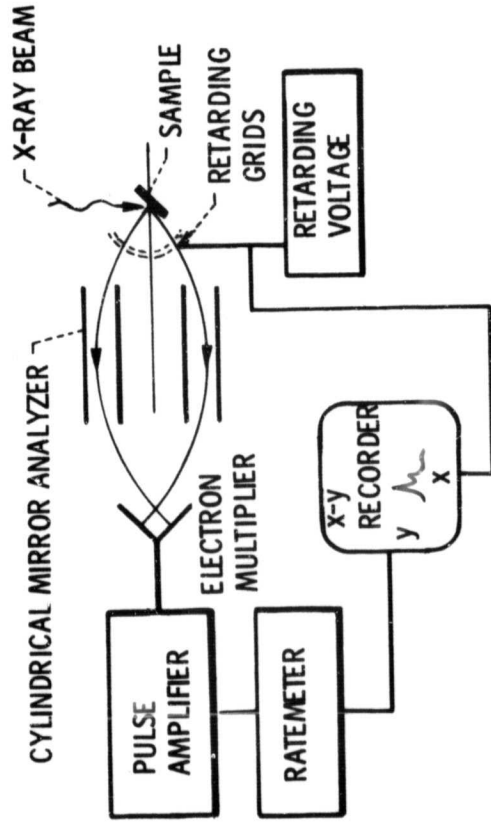 CYLINDRICAL MIRROR ANALYZER
X-RAY BEAM
SAMPLE
RETARDING
GRIDS
ELECTRON
MULTIPLIER
PULSE
AMPLIFIER
RATEMETER
X-y
RECORDER
y
X
RETARDING
VOLTAGE